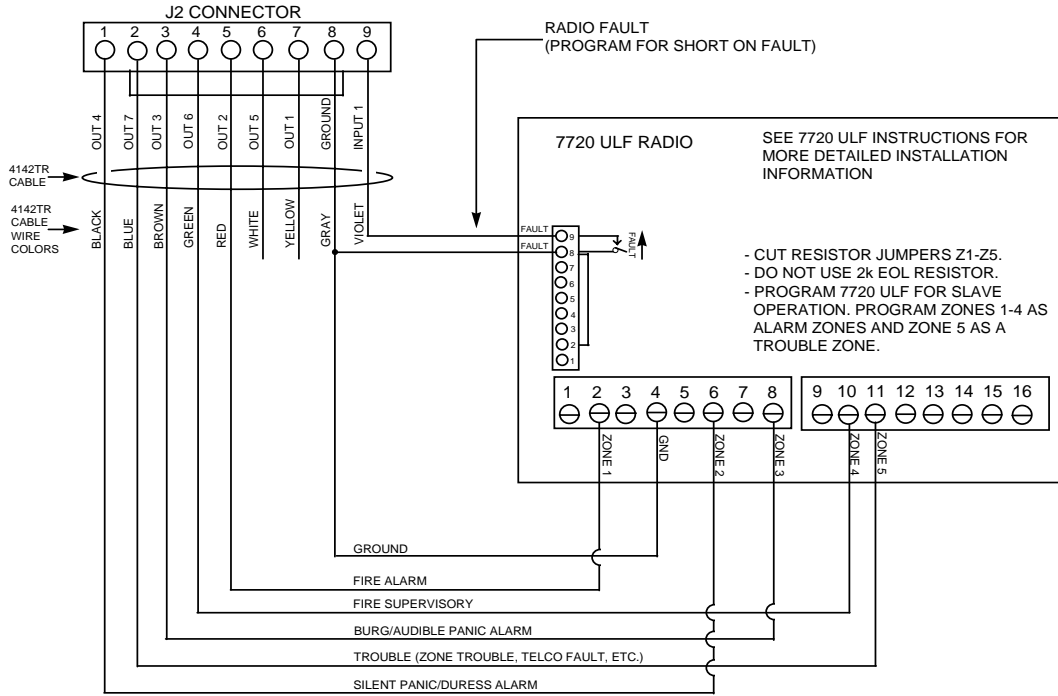 J2 CONNECTOR
1 2 3 4 5 6 7 8 9
OUT 4
OUT 7
OUT 3
OUT 6
OUT 2
OUT 5
OUT 1
GROUND
INPUT 1
4142TR
CABLE
4142TR
CABLE
WIRE
COLORS
BLACK
BLUE
BROWN
GREEN
RED
WHITE
YELLOW
GRAY
VIOLET
RADIO FAULT
(PROGRAM FOR SHORT ON FAULT)
7720 ULF RADIO
SEE 7720 ULF INSTRUCTIONS FOR
MORE DETAILED INSTALLATION
INFORMATION
FAULT
FAULT
9
8
7
6
5
4
3
2
1
FAULT
- CUT RESISTOR JUMPERS Z1-Z5.
- DO NOT USE 2k EOL RESISTOR.
- PROGRAM 7720 ULF FOR SLAVE
OPERATION. PROGRAM ZONES 1-4 AS
ALARM ZONES AND ZONE 5 AS A
TROUBLE ZONE.
1 2 3 4 5 6 7 8
9 10 11 12 13 14 15 16
ZONE 1
GND
ZONE 2
ZONE 3
ZONE 4
ZONE 5
GROUND
FIRE ALARM
FIRE SUPERVISORY
BURG/AUDIBLE PANIC ALARM
TROUBLE (ZONE TROUBLE, TELCO FAULT, ETC.)
SILENT PANIC/DURESS ALARM